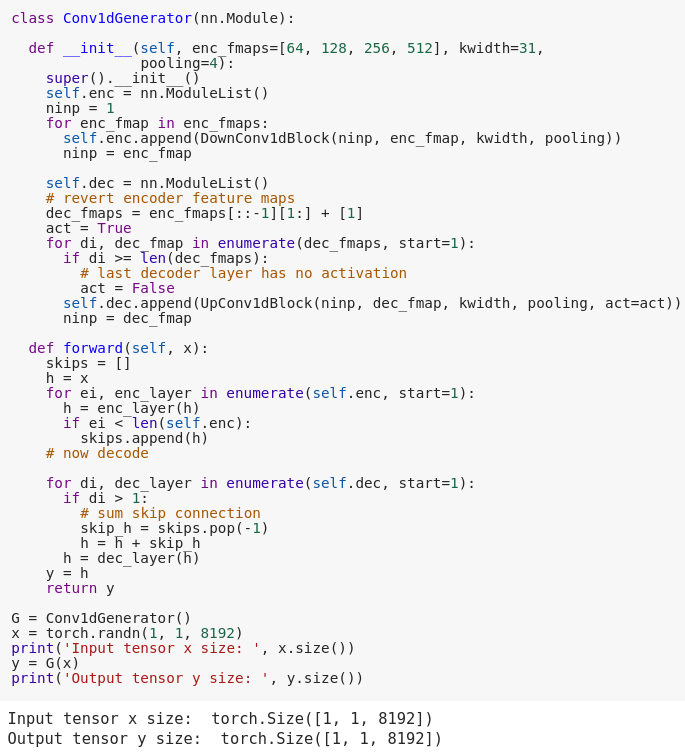 class Conv1dGenerator(nn.Module):
  def __init__(self, enc_fmaps=[64, 128, 256, 512], kwidth=31,
               pooling=4):
    super().__init__()
    self.enc = nn.ModuleList()
    ninp = 1
    for enc_fmap in enc_fmaps:
      self.enc.append(DownConv1dBlock(ninp, enc_fmap, kwidth, pooling))
      ninp = enc_fmap
    self.dec = nn.ModuleList()
    # revert encoder feature maps
    dec_fmaps = enc_fmaps[::-1][1:] + [1]
    act = True
    for di, dec_fmap in enumerate(dec_fmaps, start=1):
      if di >= len(dec_fmaps):
        # last decoder layer has no activation
        act = False
      self.dec.append(UpConv1dBlock(ninp, dec_fmap, kwidth, pooling, act=act))
      ninp = dec_fmap
  def forward(self, x):
    skips = []
    h = x
    for ei, enc_layer in enumerate(self.enc, start=1):
      h = enc_layer(h)
      if ei < len(self.enc):
        skips.append(h)
    # now decode
    for di, dec_layer in enumerate(self.dec, start=1):
      if di > 1:
        # sum skip connection
        skip_h = skips.pop(-1)
        h = h + skip_h
      h = dec_layer(h)
    y = h
    return y
G = Conv1dGenerator()
x = torch.randn(1, 1, 8192)
print('Input tensor x size: ', x.size())
y = G(x)
print('Output tensor y size: ', y.size())
Input tensor x size:  torch.Size([1, 1, 8192])
Output tensor y size:  torch.Size([1, 1, 8192])